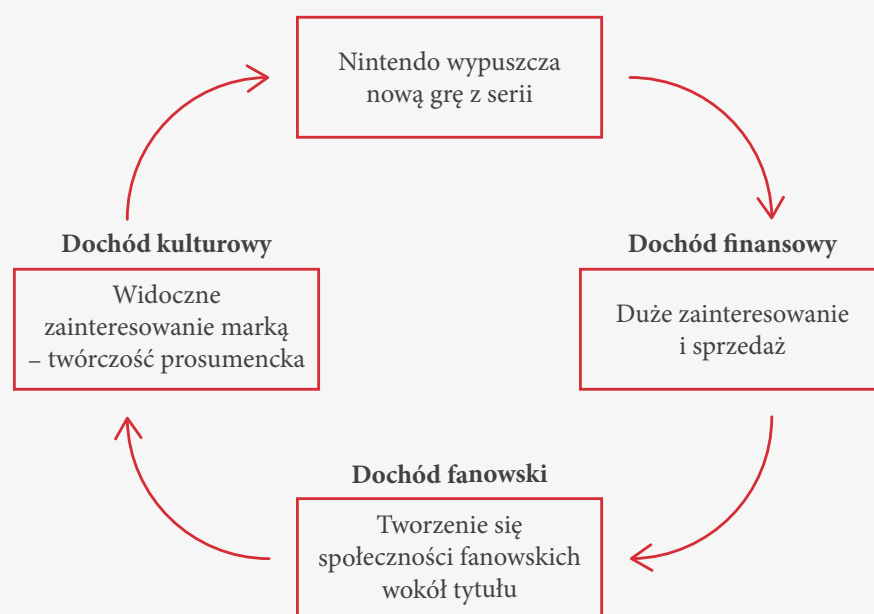 Nintendo wypuszcza
nową grę z serii
Dochód finansowy
Duże zainteresowanie
i sprzedaż
Dochód fanowski
Tworzenie się
społeczności fanowskich
wokół tytułu
Dochód kulturowy
Widoczne
zainteresowanie marką
– twórczość prosumencka